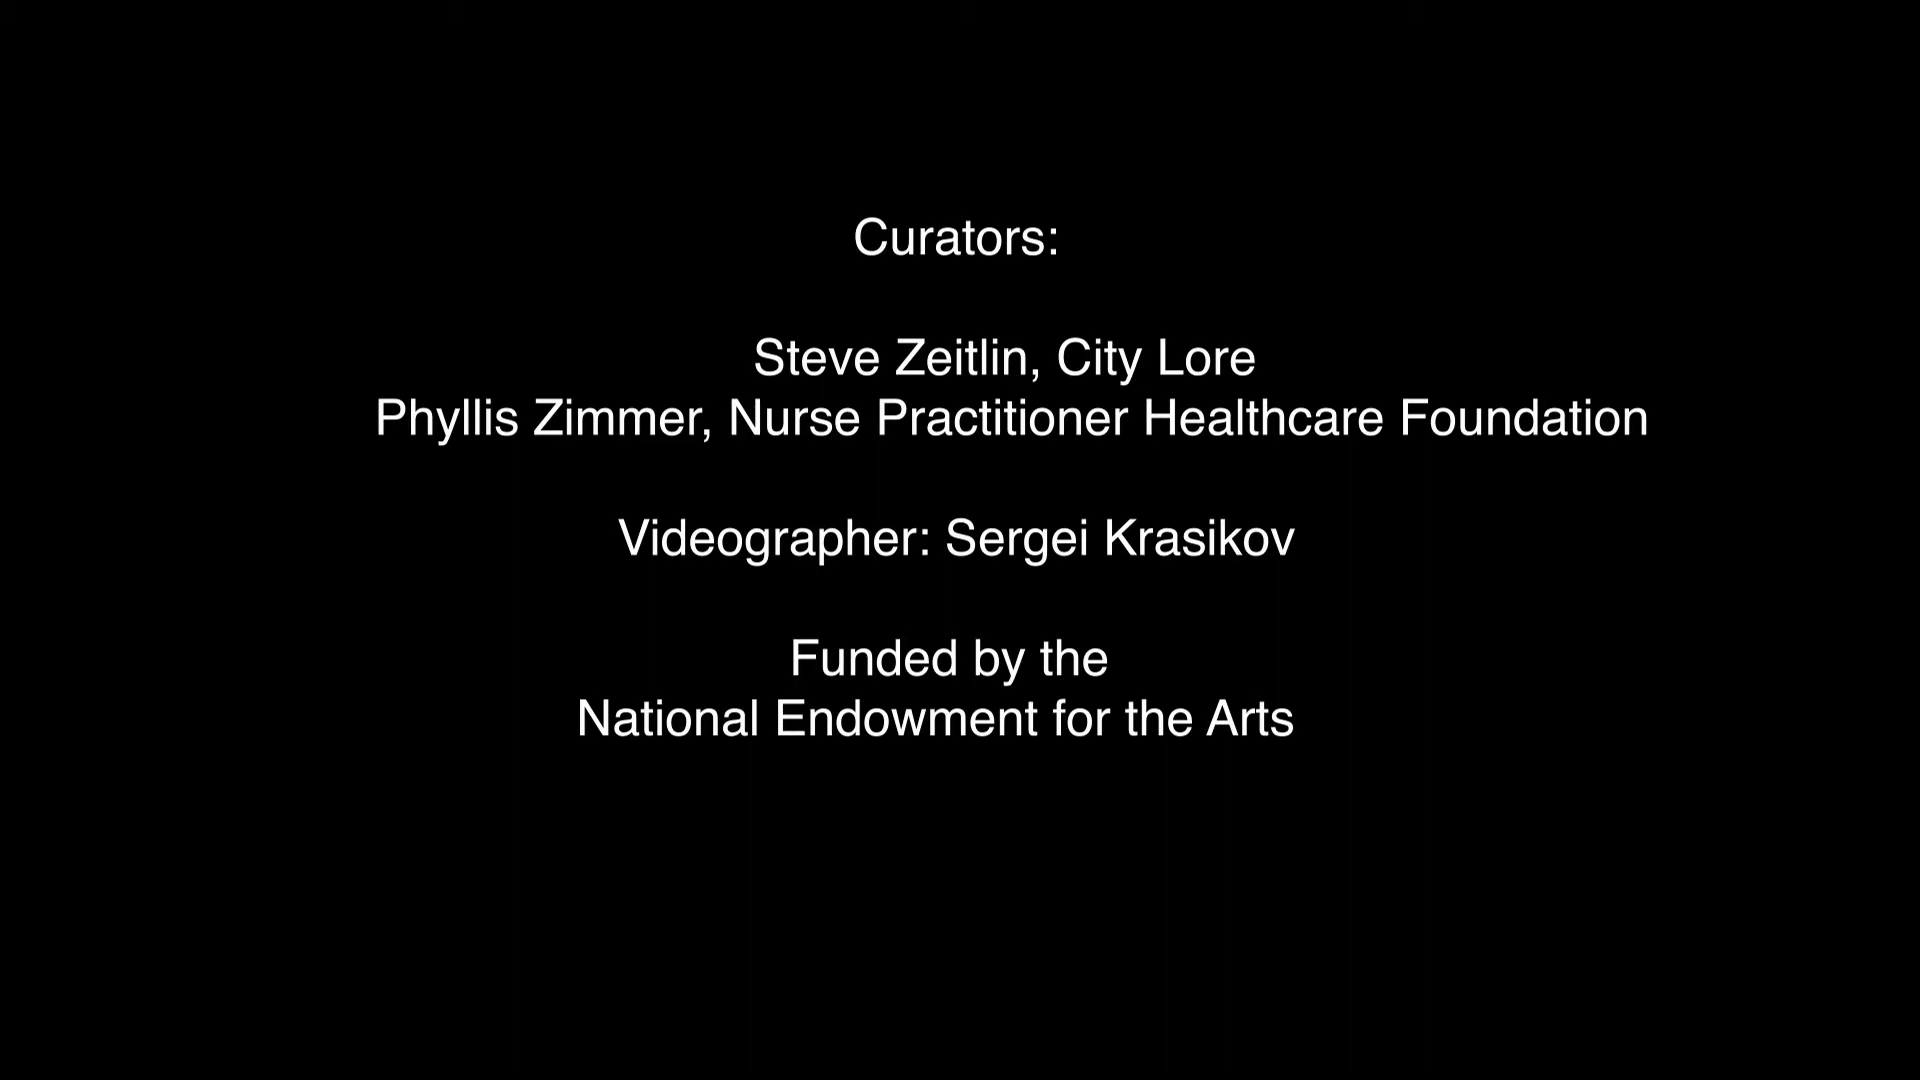 Curators:
Steve Zeitlin, City Lore
Phyllis Zimmer, Nurse Practitioner Healthcare Foundation
Videographer: Sergei Krasikov
Funded by the
National Endowment for the Arts